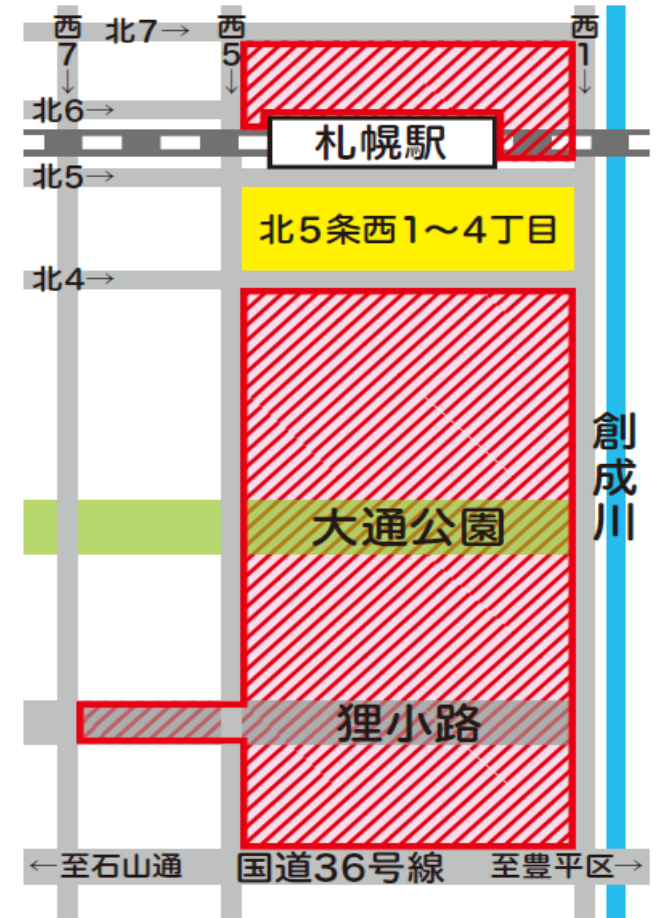 西7↓
北7→
西5↓
西1↓
北6→
札幌駅
北5→
北5条西1～4丁目
北4→
創成川
大通公園
狸小路
←至石山通
国道36号線
至豊平区→